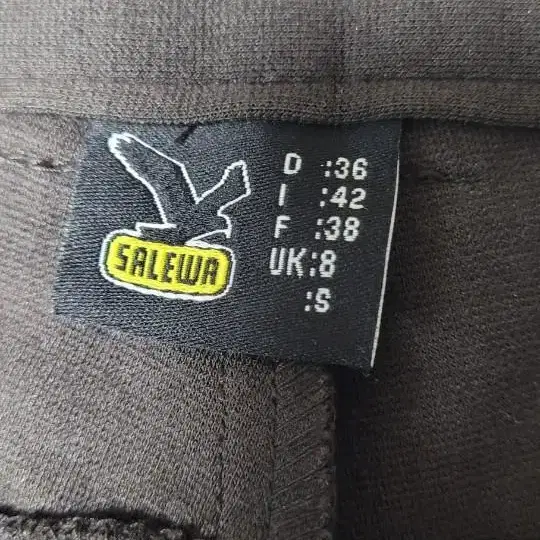 SALEWA
D :36
I :42
F :38
UK:8
:S